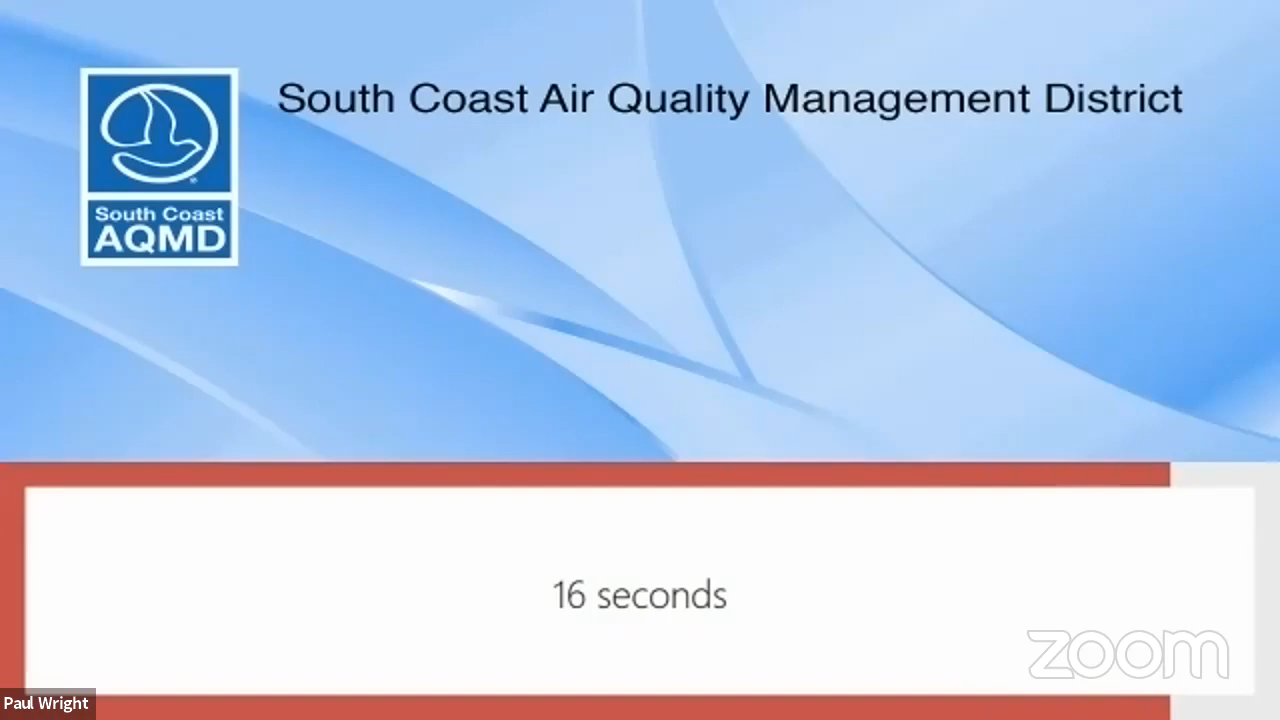 South Coast Air Quality Management District
South Coast
AQMD
16 seconds
zoom
Paul Wright